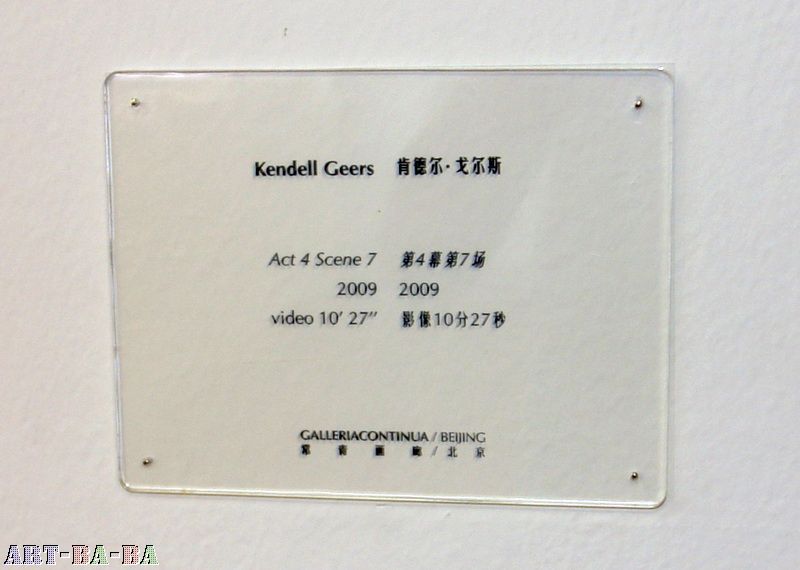 Kendell Geers 肯德尔·戈尔斯
Act 4 Scene 7 第4幕第7场
2009 2009
video 10' 27" 影像10分27秒
GALLERIACONTINUA / BEIJING
常青画廊 / 北京
ART-BA-BA